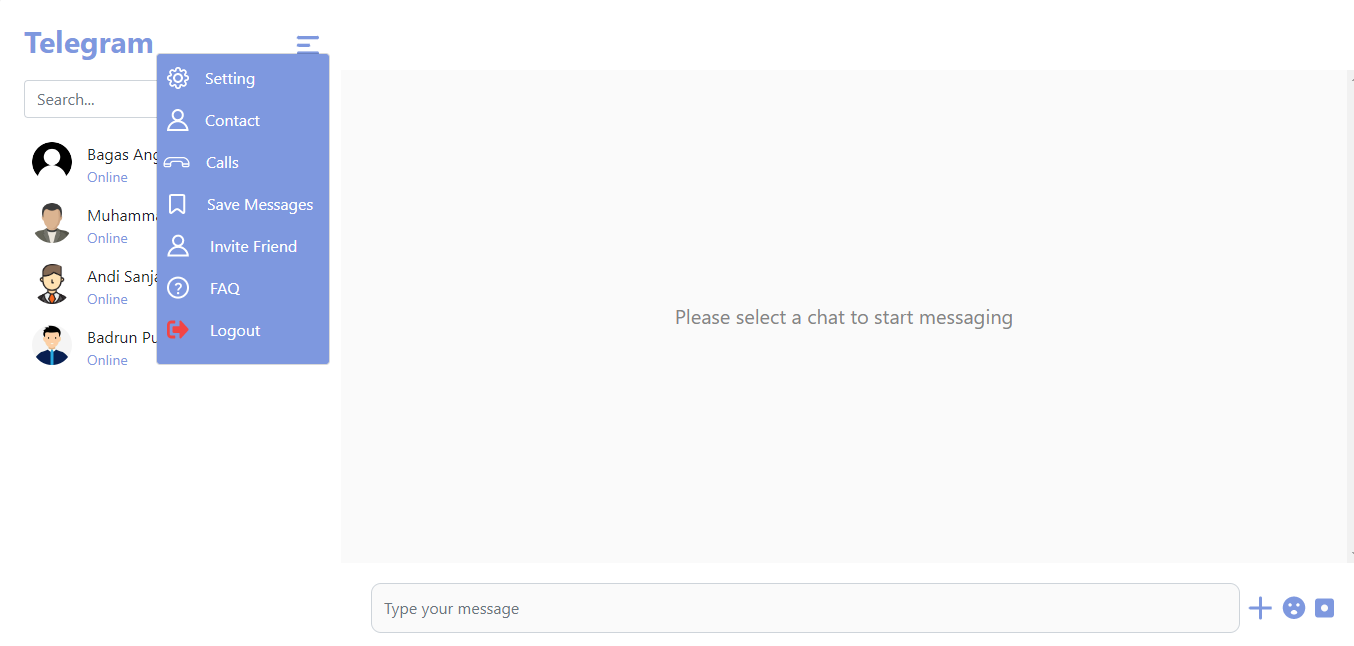 Telegram
Search...
Bagas Ang
Online
Muhamma
Online
Andi Sanja
Online
Badrun Pu
Online
Setting
Contact
Calls
Save Messages
Invite Friend
FAQ
Logout
Please select a chat to start messaging
Type your message